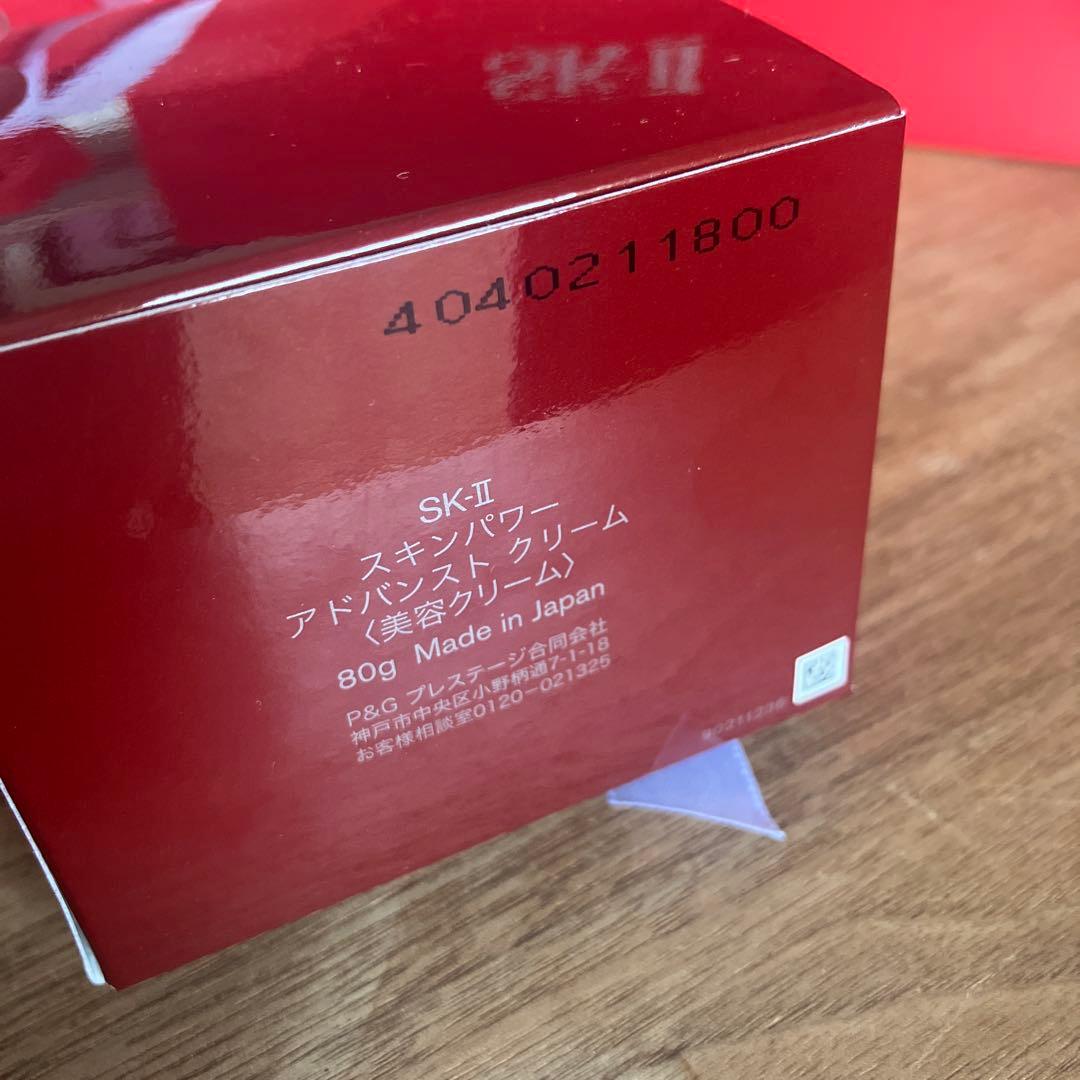 SK-II
4040211800
SK-II
スキンパワー
アドバンスト クリーム
〈美容クリーム〉
80g Made in Japan
P&G プレステージ合同会社
神戸市中央区小野柄通7-1-18
お客様相談室0120-021325